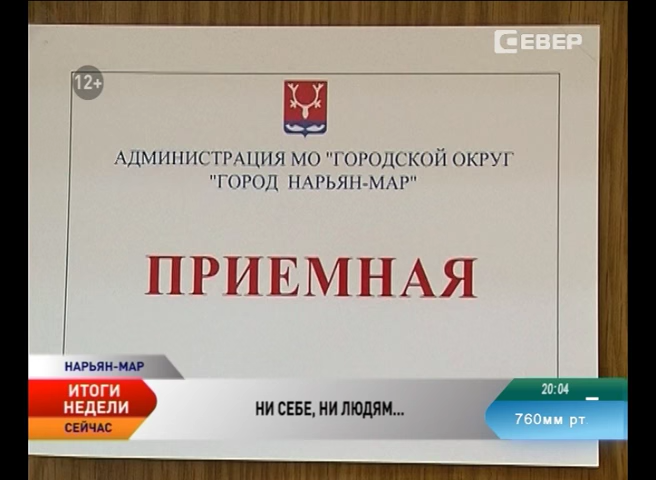 СЕВЕР
12+
АДМИНИСТРАЦИЯ МО "ГОРОДСКОЙ ОКРУГ
"ГОРОД НАРЬЯН-МАР"
ПРИЕМНАЯ
НАРЬЯН-МАР
ИТОГИ
НЕДЕЛИ
СЕЙЧАС
НИ СЕБЕ, НИ ЛЮДЯМ...
20:04
760мм рт